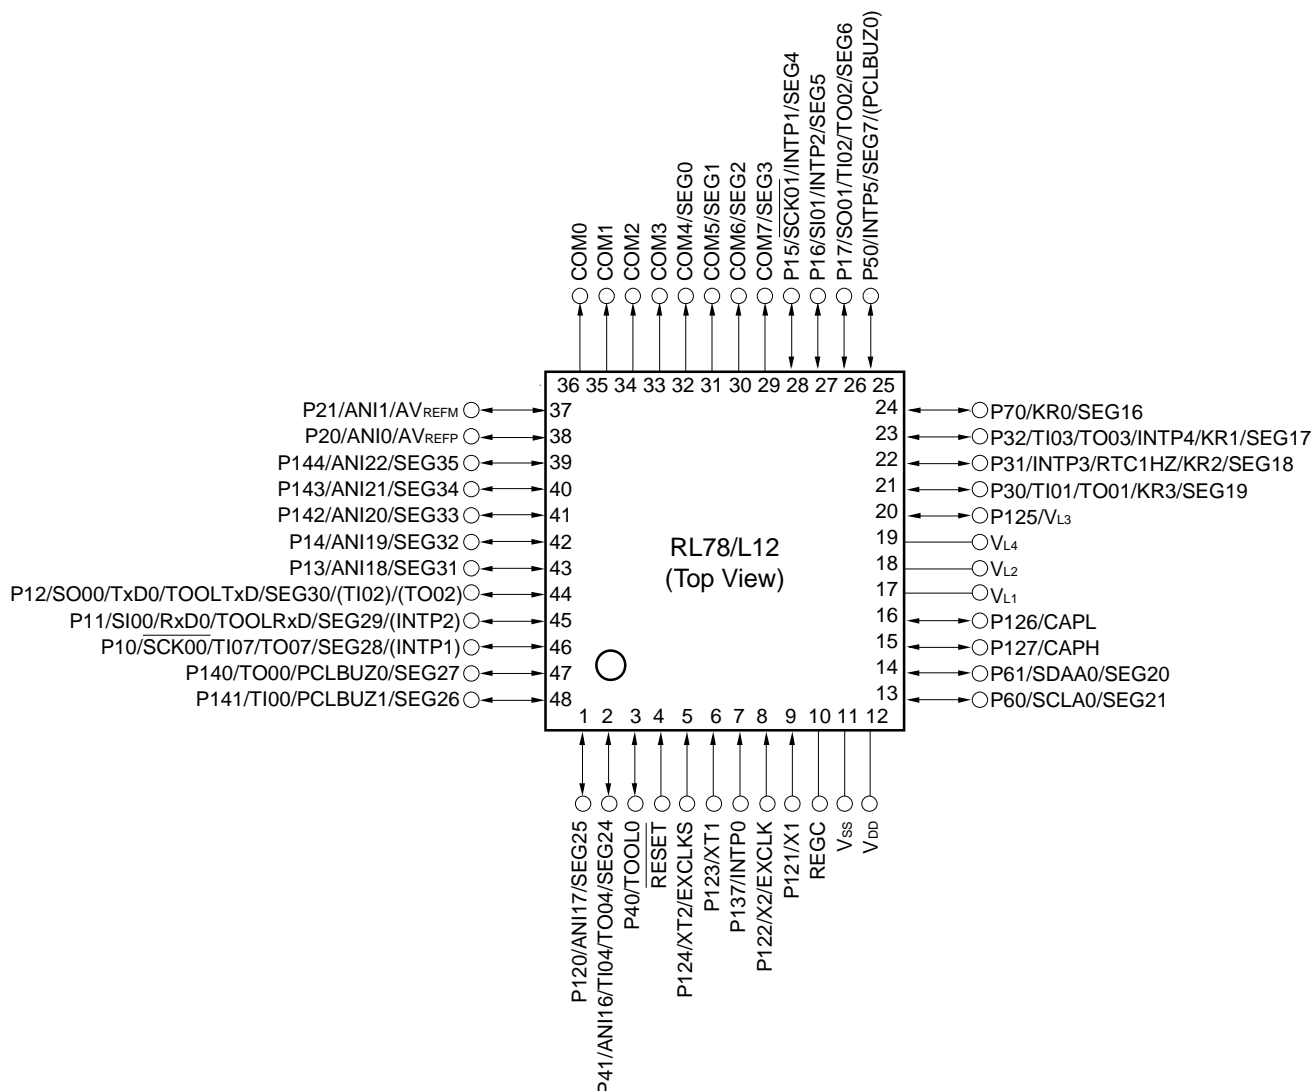 COM0
COM1
COM2
COM3
COM4/SEG0
COM5/SEG1
COM6/SEG2
COM7/SEG3
P15/SCK01/INTP1/SEG4
P16/SI01/INTP2/SEG5
P17/SO01/TI02/TO02/SEG6
P50/INTP5/SEG7/(PCLBUZ0)
36 35 34 33 32 31 30 29 28 27 26 25
P21/ANI1/AVREFM 37
P20/ANI0/AVREFP 38
P144/ANI22/SEG35 39
P143/ANI21/SEG34 40
P142/ANI20/SEG33 41
P14/ANI19/SEG32 42
P13/ANI18/SEG31 43
P12/SO00/TxD0/TOOLTxD/SEG30/(TI02)/(TO02) 44
P11/SI00/RxD0/TOOLRxD/SEG29/(INTP2) 45
P10/SCK00/TI07/TO07/SEG28/(INTP1) 46
P140/TO00/PCLBUZ0/SEG27 47
P141/TI00/PCLBUZ1/SEG26 48
RL78/L12
(Top View)
24 P70/KR0/SEG16
23 P32/TI03/TO03/INTP4/KR1/SEG17
22 P31/INTP3/RTC1HZ/KR2/SEG18
21 P30/TI01/TO01/KR3/SEG19
20 P125/VL3
19 VL4
18 VL2
17 VL1
16 P126/CAPL
15 P127/CAPH
14 P61/SDAA0/SEG20
13 P60/SCLA0/SEG21
1 2 3 4 5 6 7 8 9 10 11 12
P120/ANI17/SEG25
P41/ANI16/TI04/TO04/SEG24
P40/TOOL0
RESET
P124/XT2/EXCLKS
P123/XT1
P137/INTP0
P122/X2/EXCLK
P121/X1
REGC
VSS
VDD